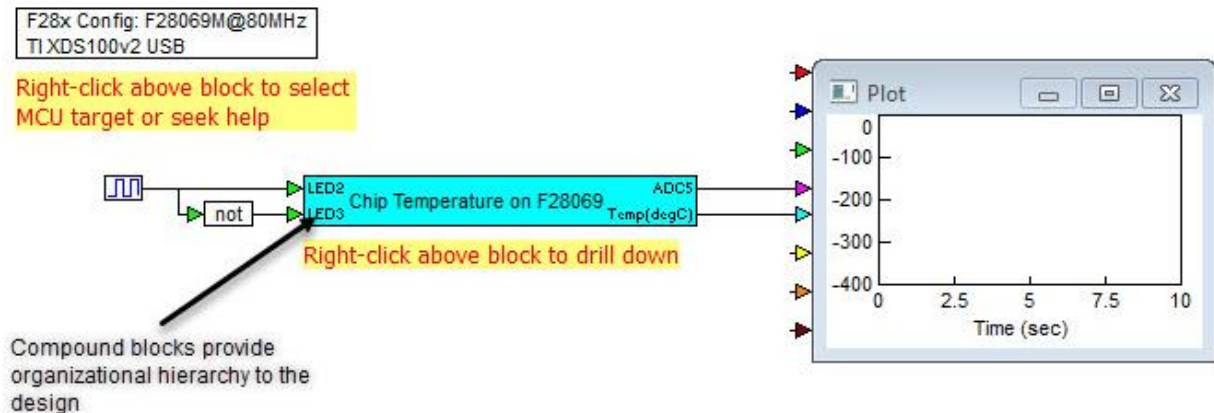 F28x Config: F28069M@80MHz
TI XDS100v2 USB
Right-click above block to select
MCU target or seek help
not
LED2
LED3
Chip Temperature on F28069
ADC5
Temp(degC)
Right-click above block to drill down
Compound blocks provide
organizational hierarchy to the
design
Plot
0
-100
-200
-300
-400
0 2.5 5 7.5 10
Time (sec)